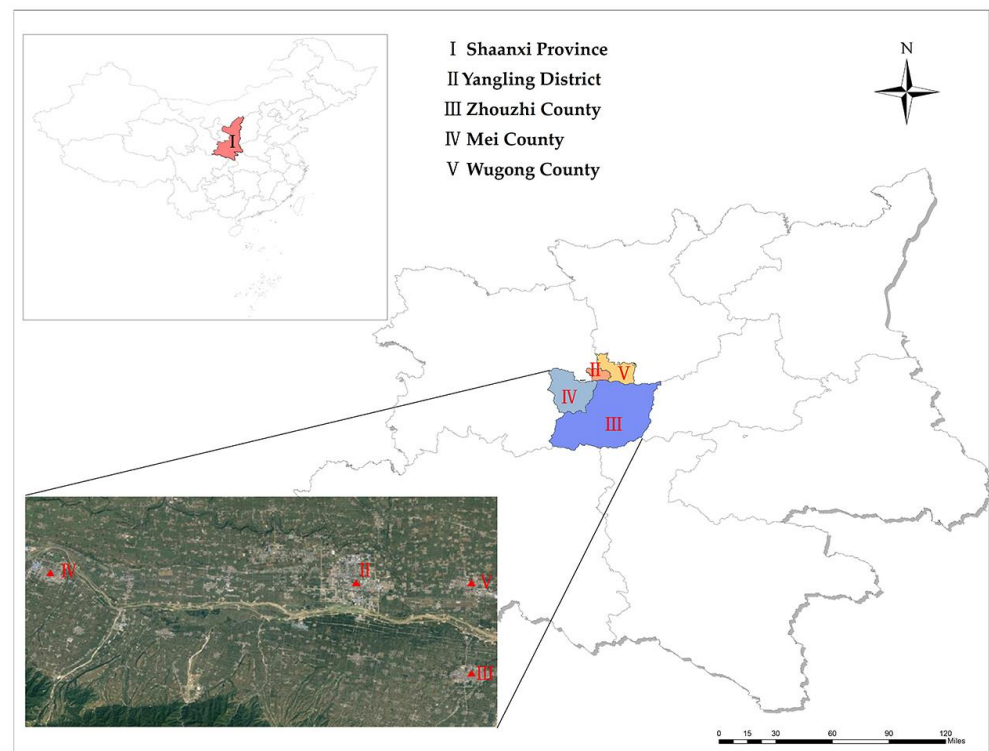 I
Ⅰ Shaanxi Province
Ⅱ Yangling District
Ⅲ Zhouzhi County
Ⅳ Mei County
Ⅴ Wugong County
N
Ⅱ
Ⅴ
Ⅳ
Ⅲ
Ⅳ
Ⅱ
Ⅴ
Ⅲ
0 15 30 60 90 120
Miles